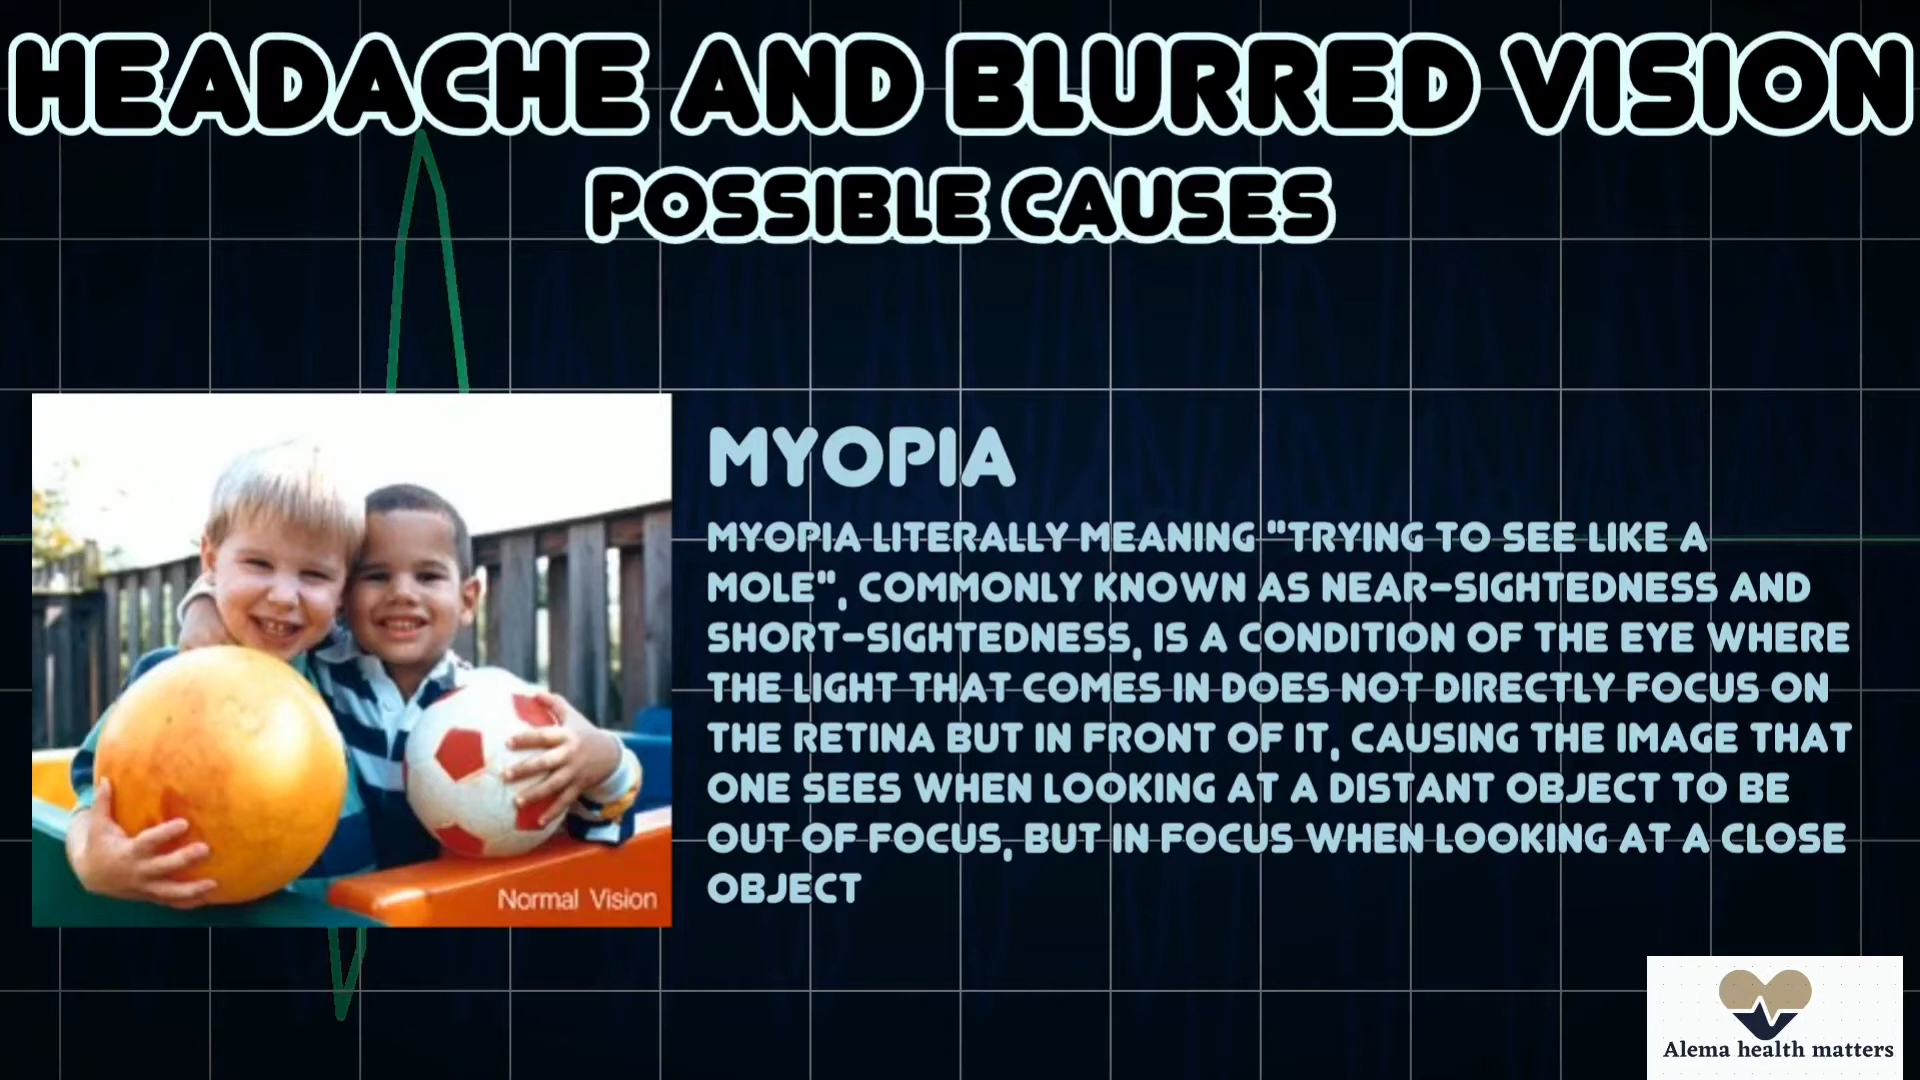 HEADACHE AND BLURRED VISION
POSSIBLE CAUSES
MYOPIA
MYOPIA LITERALLY MEANING "TRYING TO SEE LIKE A
MOLE", COMMONLY KNOWN AS NEAR-SIGHTEDNESS AND
SHORT-SIGHTEDNESS, IS A CONDITION OF THE EYE WHERE
THE LIGHT THAT COMES IN DOES NOT DIRECTLY FOCUS ON
THE RETINA BUT IN FRONT OF IT, CAUSING THE IMAGE THAT
ONE SEES WHEN LOOKING AT A DISTANT OBJECT TO BE
OUT OF FOCUS, BUT IN FOCUS WHEN LOOKING AT A CLOSE
OBJECT
Normal Vision
Alema health matters